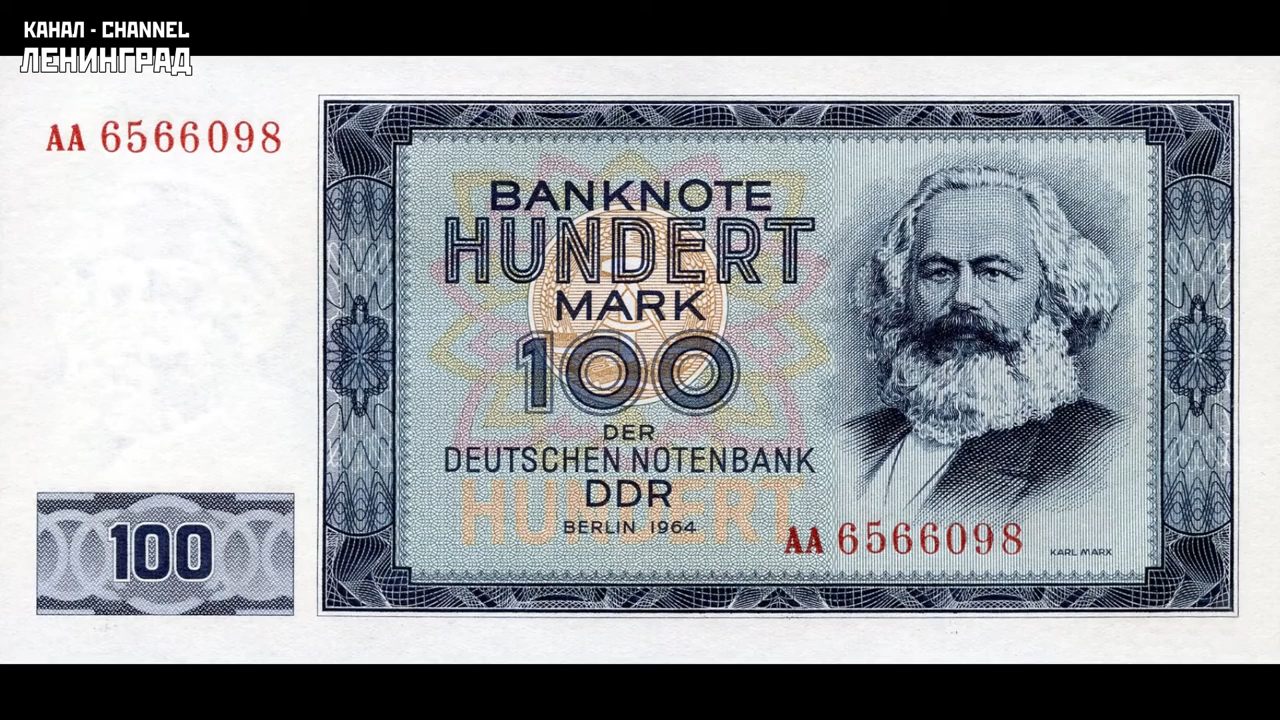 КАНАЛ - CHANNEL
ЛЕНИНГРАД
AA 6566098
BANKNOTE
HUNDERT
MARK
100
DER
DEUTSCHEN NOTENBANK
DDR
HUNDERT
BERLIN 1964
AA 6566098
KARL MARX
100